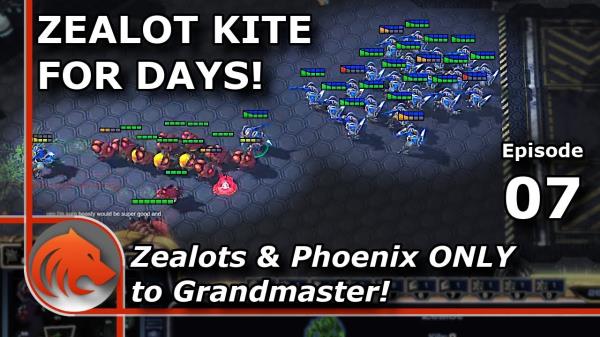 ZEALOT KITE
FOR DAYS!
Episode
07
Zealots & Phoenix ONLY
to Grandmaster!